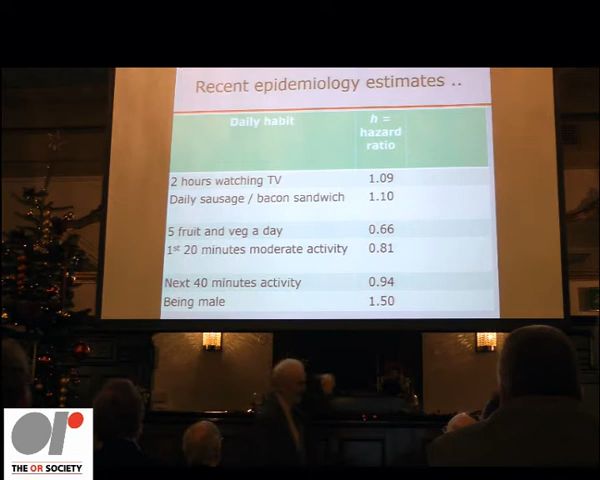 Recent epidemiology estimates ..
Daily habit
h =
hazard
ratio
2 hours watching TV 1.09
Daily sausage / bacon sandwich 1.10
5 fruit and veg a day 0.66
1st 20 minutes moderate activity 0.81
Next 40 minutes activity 0.94
Being male 1.50
or
THE OR SOCIETY